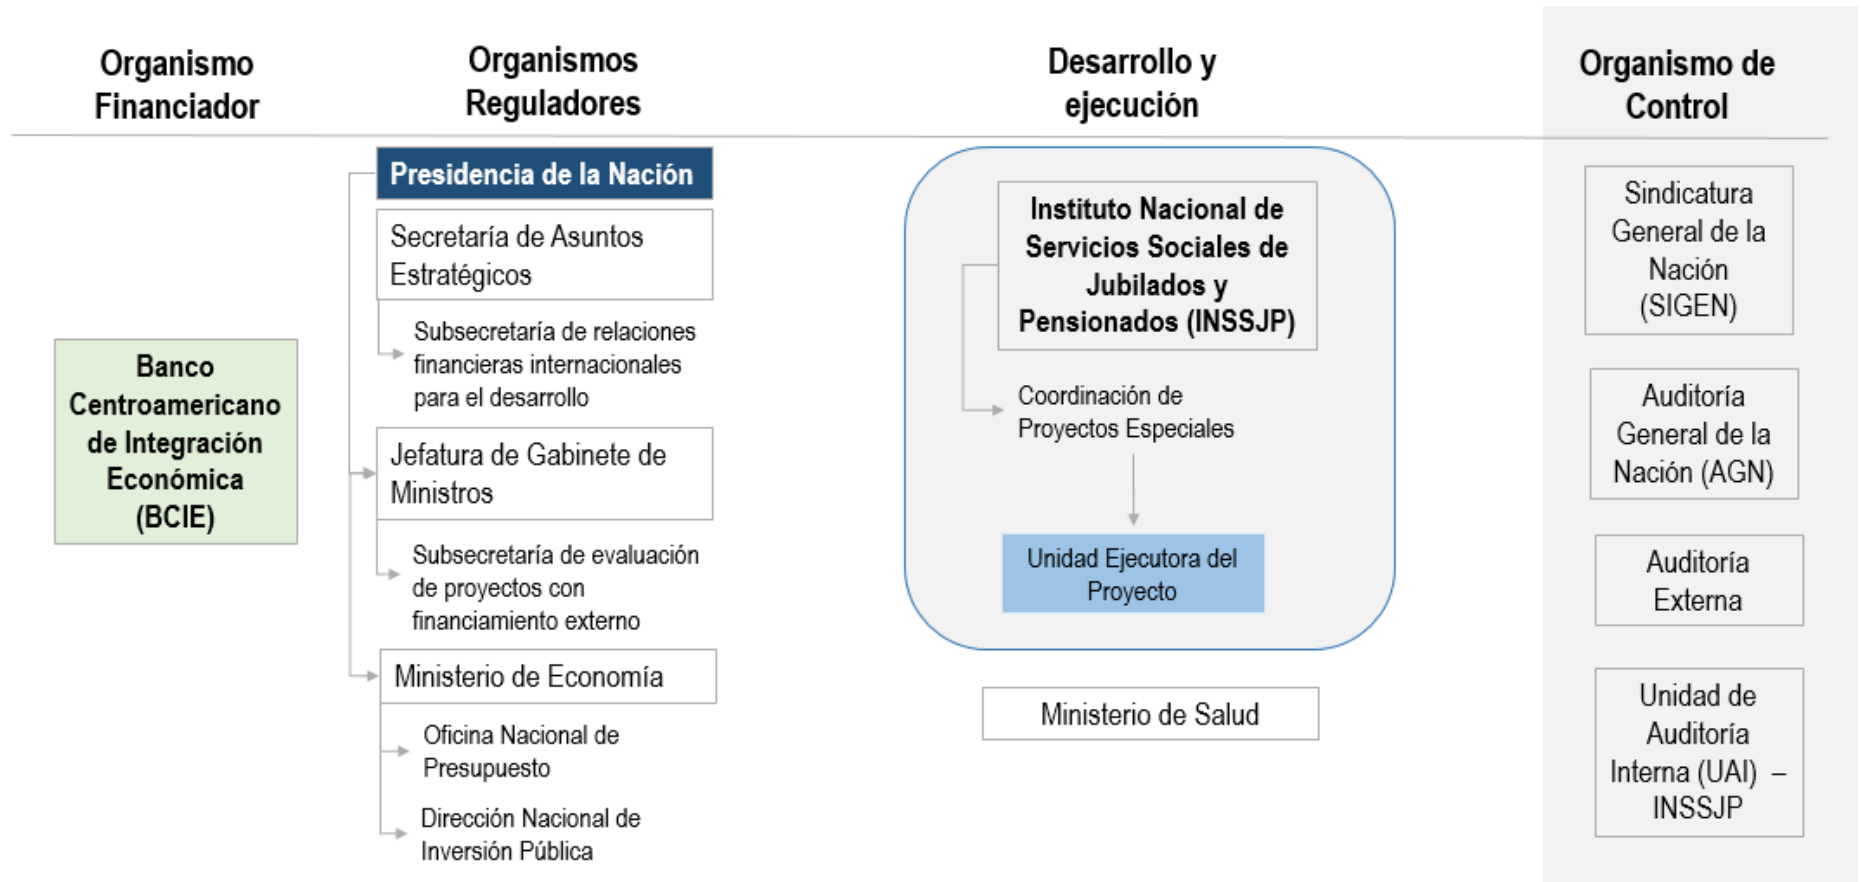 Organismo
Financiador
Organismos
Reguladores
Desarrollo y
ejecución
Organismo de
Control
Banco
Centroamericano
de Integración
Económica
(BCIE)
Presidencia de la Nación
Secretaría de Asuntos
Estratégicos
Subsecretaría de relaciones
financieras internacionales
para el desarrollo
Jefatura de Gabinete de
Ministros
Subsecretaría de evaluación
de proyectos con
financiamiento externo
Ministerio de Economía
Oficina Nacional de
Presupuesto
Dirección Nacional de
Inversión Pública
Instituto Nacional de
Servicios Sociales de
Jubilados y
Pensionados (INSSJP)
Coordinación de
Proyectos Especiales
Unidad Ejecutora del
Proyecto
Ministerio de Salud
Sindicatura
General de la
Nación
(SIGEN)
Auditoría
General de la
Nación (AGN)
Auditoría
Externa
Unidad de
Auditoría
Interna (UAI) –
INSSJP